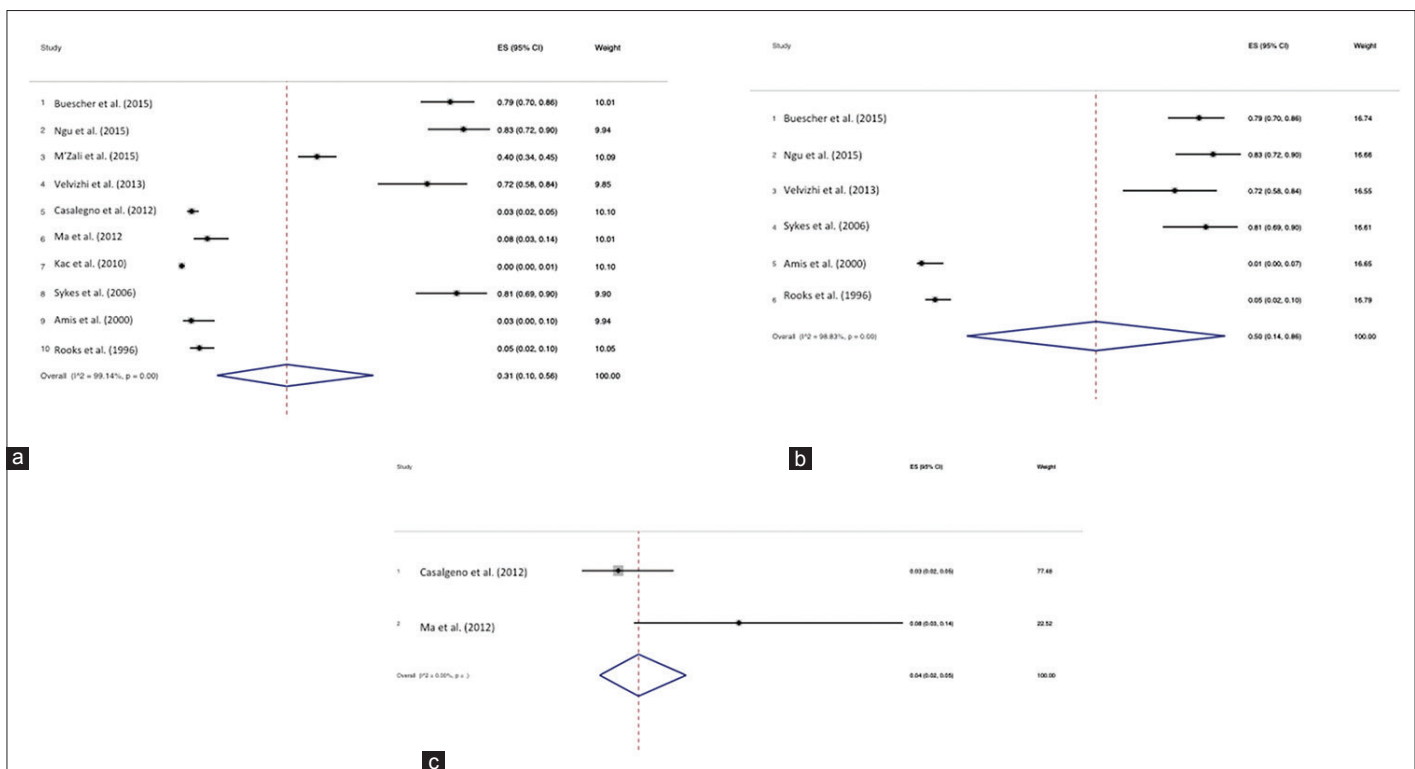 Study ES (95% CI) Weight
1 Buescher et al. (2015) 0.79 (0.70, 0.86) 10.01
2 Ngu et al. (2015) 0.83 (0.72, 0.90) 9.94
3 M'Zali et al. (2015) 0.40 (0.34, 0.45) 10.09
4 Velvizhi et al. (2013) 0.72 (0.58, 0.84) 9.85
5 Casalegno et al. (2012) 0.03 (0.02, 0.05) 10.10
6 Ma et al. (2012 0.08 (0.03, 0.14) 10.01
7 Kac et al. (2010) 0.00 (0.00, 0.01) 10.10
8 Sykes et al. (2006) 0.81 (0.69, 0.90) 9.90
9 Amis et al. (2000) 0.03 (0.00, 0.10) 9.94
10 Rooks et al. (1996) 0.05 (0.02, 0.10) 10.05
Overall (I^2 = 99.14%, p = 0.00) 0.31 (0.10, 0.56) 100.00
a
Study ES (95% CI) Weight
1 Buescher et al. (2015) 0.79 (0.70, 0.86) 16.74
2 Ngu et al. (2015) 0.83 (0.72, 0.90) 16.66
3 Velvizhi et al. (2013) 0.72 (0.58, 0.84) 16.55
4 Sykes et al. (2006) 0.81 (0.69, 0.90) 16.61
5 Amis et al. (2000) 0.01 (0.00, 0.07) 16.65
6 Rooks et al. (1996) 0.05 (0.02, 0.10) 16.79
Overall (I^2 = 98.83%, p = 0.00) 0.50 (0.14, 0.86) 100.00
b
Study ES (95% CI) Weight
1 Casalgeno et al. (2012) 0.03 (0.02, 0.05) 77.48
2 Ma et al. (2012) 0.08 (0.03, 0.14) 22.52
Overall (I^2 = 0.00%, p = .) 0.04 (0.02, 0.05) 100.00
c